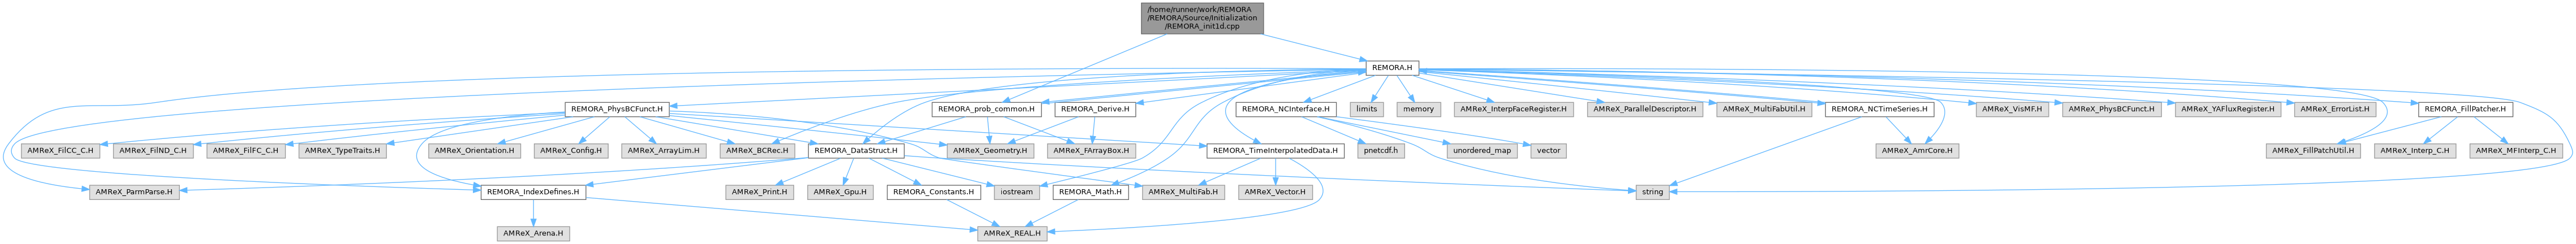 /home/runner/work/REMORA
/REMORA/Source/Initialization
/REMORA_init1d.cpp
REMORA.H
REMORA_PhysBCFunct.H
REMORA_prob_common.H
REMORA_Derive.H
REMORA_NCInterface.H
limits
memory
AMReX_InterpFaceRegister.H
AMReX_ParallelDescriptor.H
AMReX_MultiFabUtil.H
REMORA_NCTimeSeries.H
AMReX_VisMF.H
AMReX_PhysBCFunct.H
AMReX_YAFluxRegister.H
AMReX_ErrorList.H
REMORA_FillPatcher.H
AMReX_FilCC_C.H
AMReX_FilND_C.H
AMReX_FilFC_C.H
AMReX_TypeTraits.H
AMReX_Orientation.H
AMReX_Config.H
AMReX_ArrayLim.H
AMReX_BCRec.H
REMORA_DataStruct.H
AMReX_Geometry.H
AMReX_FArrayBox.H
REMORA_TimeInterpolatedData.H
pnetcdf.h
unordered_map
vector
AMReX_AmrCore.H
AMReX_FillPatchUtil.H
AMReX_Interp_C.H
AMReX_MFInterp_C.H
AMReX_ParmParse.H
REMORA_IndexDefines.H
AMReX_Print.H
AMReX_Gpu.H
REMORA_Constants.H
iostream
REMORA_Math.H
AMReX_MultiFab.H
AMReX_Vector.H
string
AMReX_Arena.H
AMReX_REAL.H